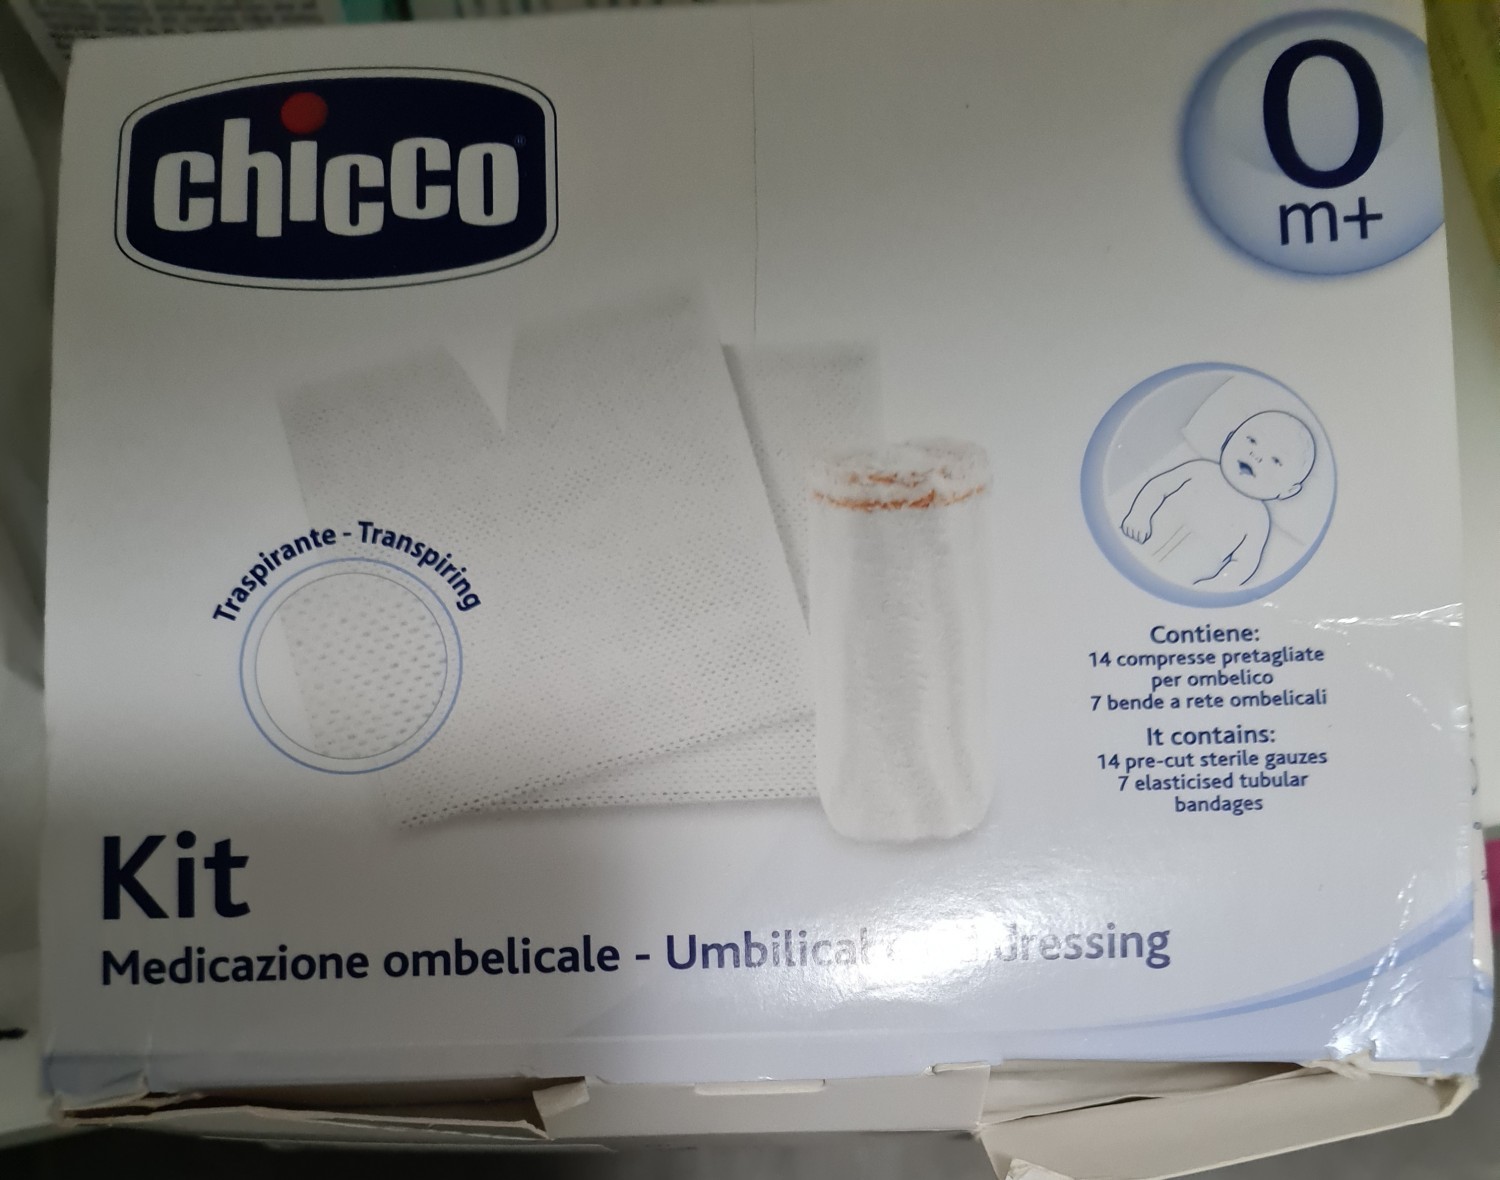 chicco
0
m+
Traspirante - Transpiring
Contiene:
14 compresse pretagliate
per ombelico
7 bende a rete ombelicali
It contains:
14 pre-cut sterile gauzes
7 elasticised tubular
bandages
Kit
Medicazione ombelicale - Umbilical dressing